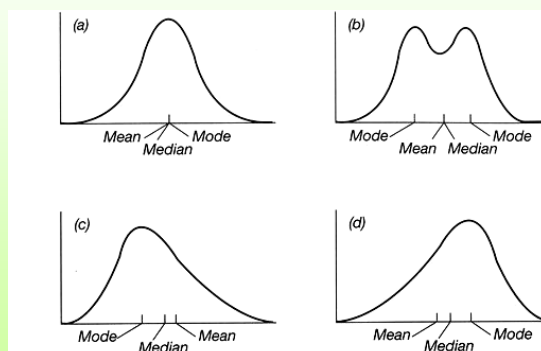 (a)
Mean Mode
Median
(b)
Mode Mode
Mean Median
(c)
Mode Mean
Median
(d)
Mean Mode
Median